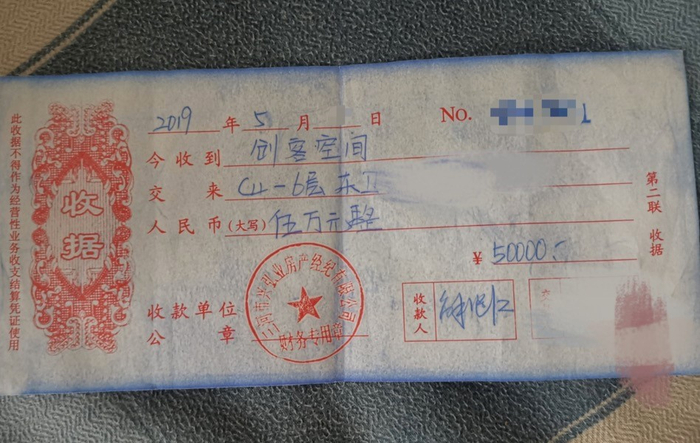 此收据不得作为经营性业务收支结算凭证使用
收据
2019 年 5 月 日 NO.
今收到 创客空间
交来 C4-6层东
人民币(大写) 伍万元整
¥ 50000:-
收款单位
公章
财务专用章
收款人
第二联 收据